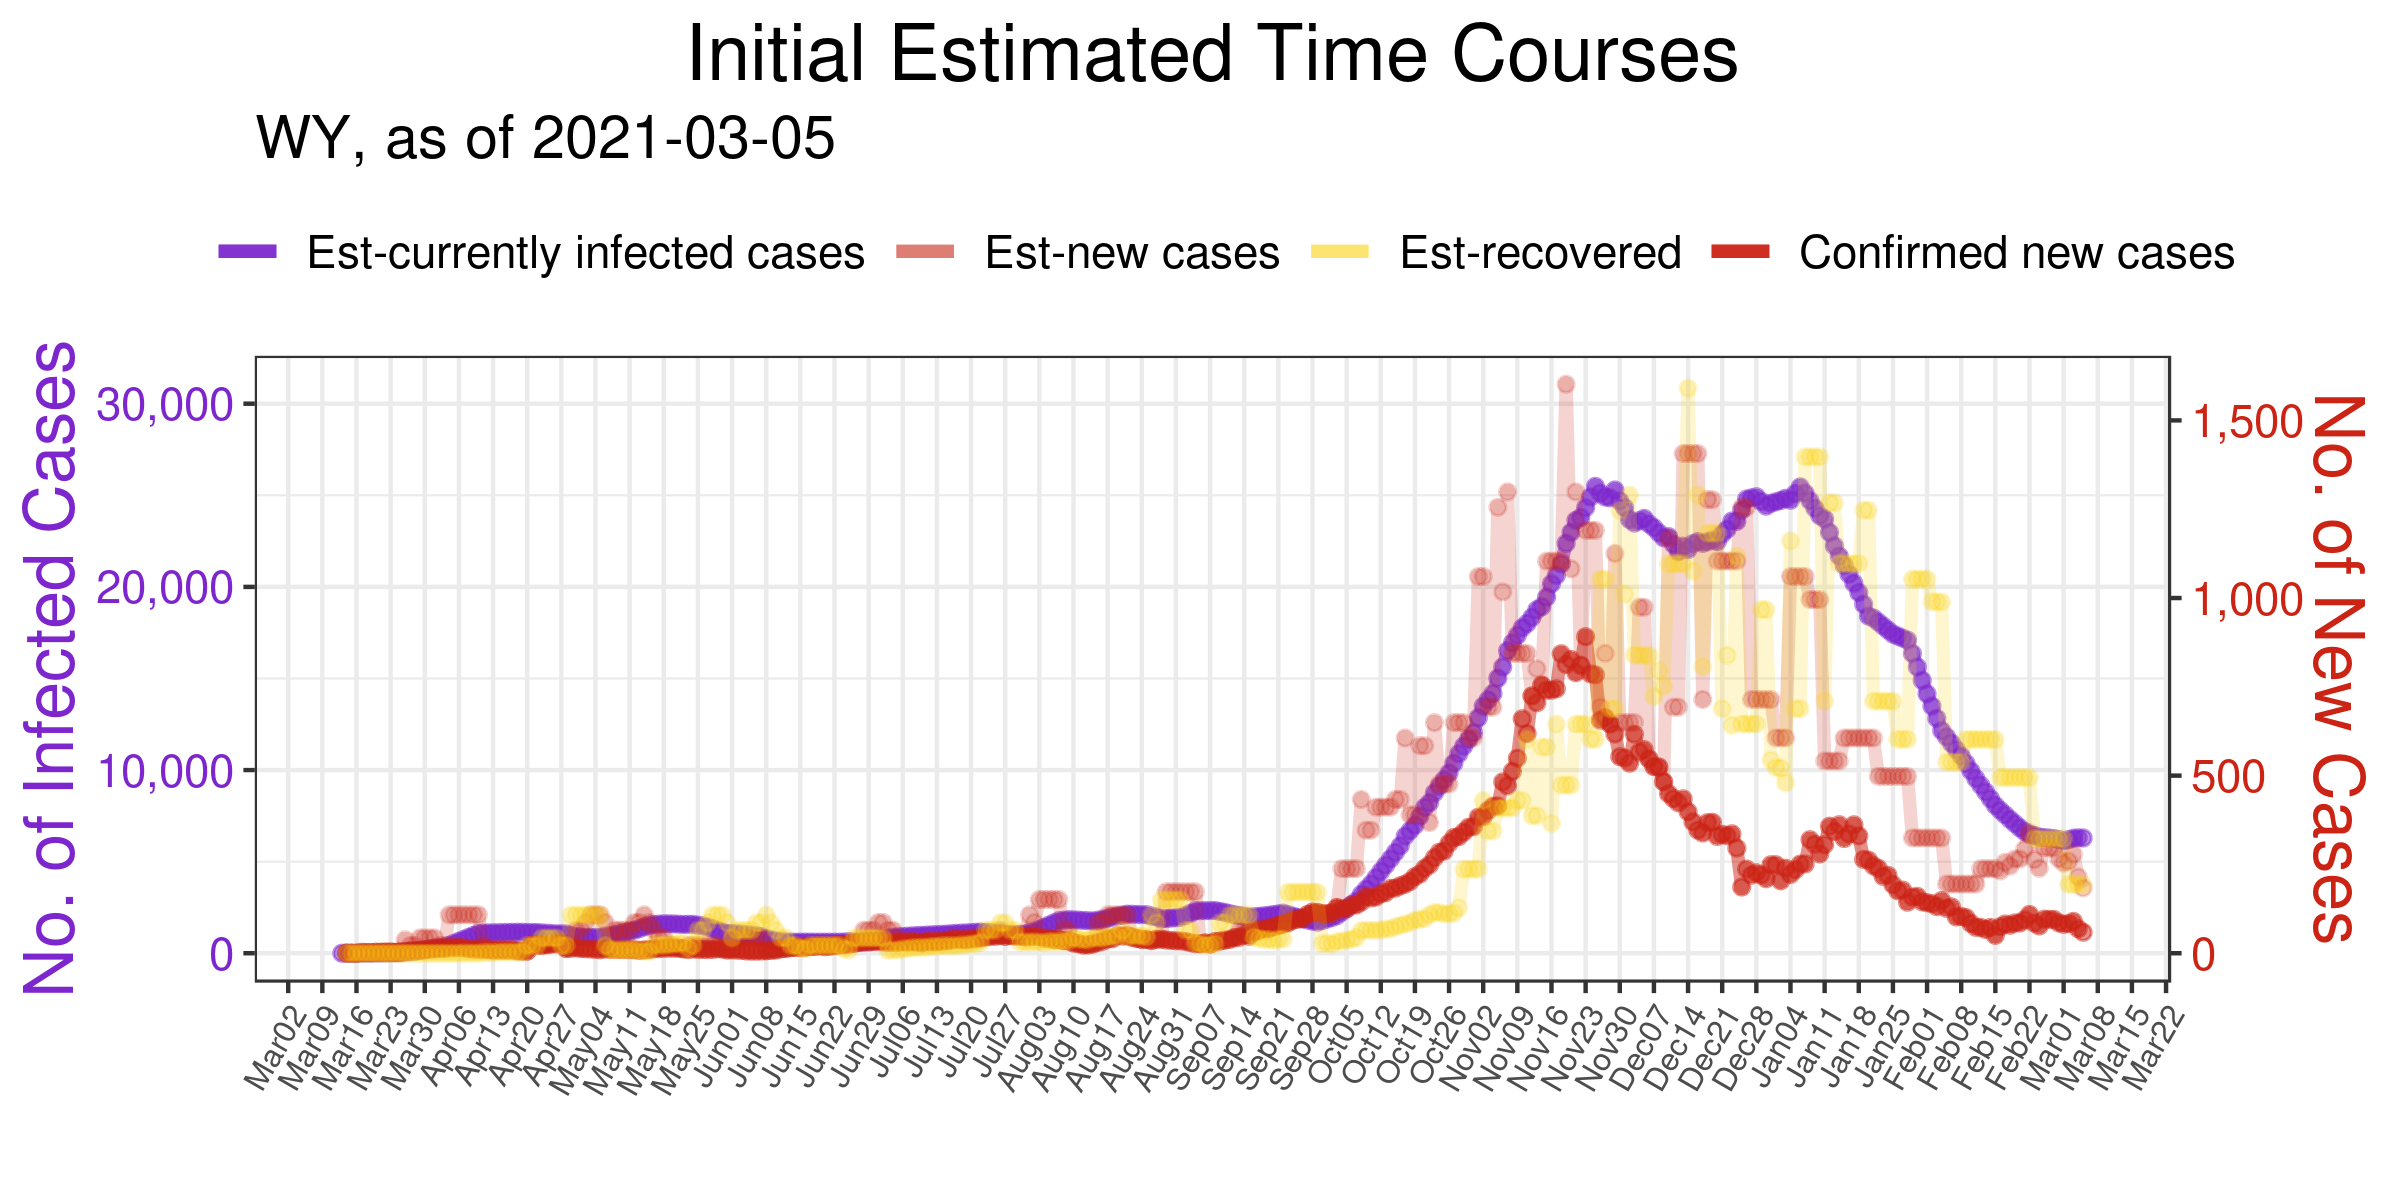 Initial Estimated Time Courses
WY, as of 2021-03-05
Est-currently infected cases
Est-new cases
Est-recovered
Confirmed new cases
No. of Infected Cases
30,000
20,000
10,000
0
1,500
1,000
500
0
No. of New Cases
Mar02
Mar09
Mar16
Mar23
Mar30
Apr06
Apr13
Apr20
Apr27
May04
May11
May18
May25
Jun01
Jun08
Jun15
Jun22
Jun29
Jul06
Jul13
Jul20
Jul27
Aug03
Aug10
Aug17
Aug24
Aug31
Sep07
Sep14
Sep21
Sep28
Oct05
Oct12
Oct19
Oct26
Nov02
Nov09
Nov16
Nov23
Nov30
Dec07
Dec14
Dec21
Dec28
Jan04
Jan11
Jan18
Jan25
Feb01
Feb08
Feb15
Feb22
Mar01
Mar08
Mar15
Mar22